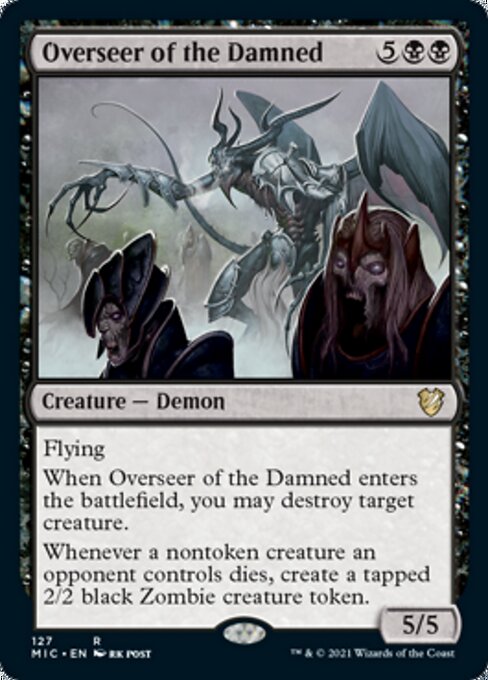 Overseer of the Damned 5
Creature — Demon
Flying
When Overseer of the Damned enters
the battlefield, you may destroy target
creature.
Whenever a nontoken creature an
opponent controls dies, create a tapped
2/2 black Zombie creature token.
5/5
127 R
MIC • EN RK POST
™ & © 2021 Wizards of the Coast